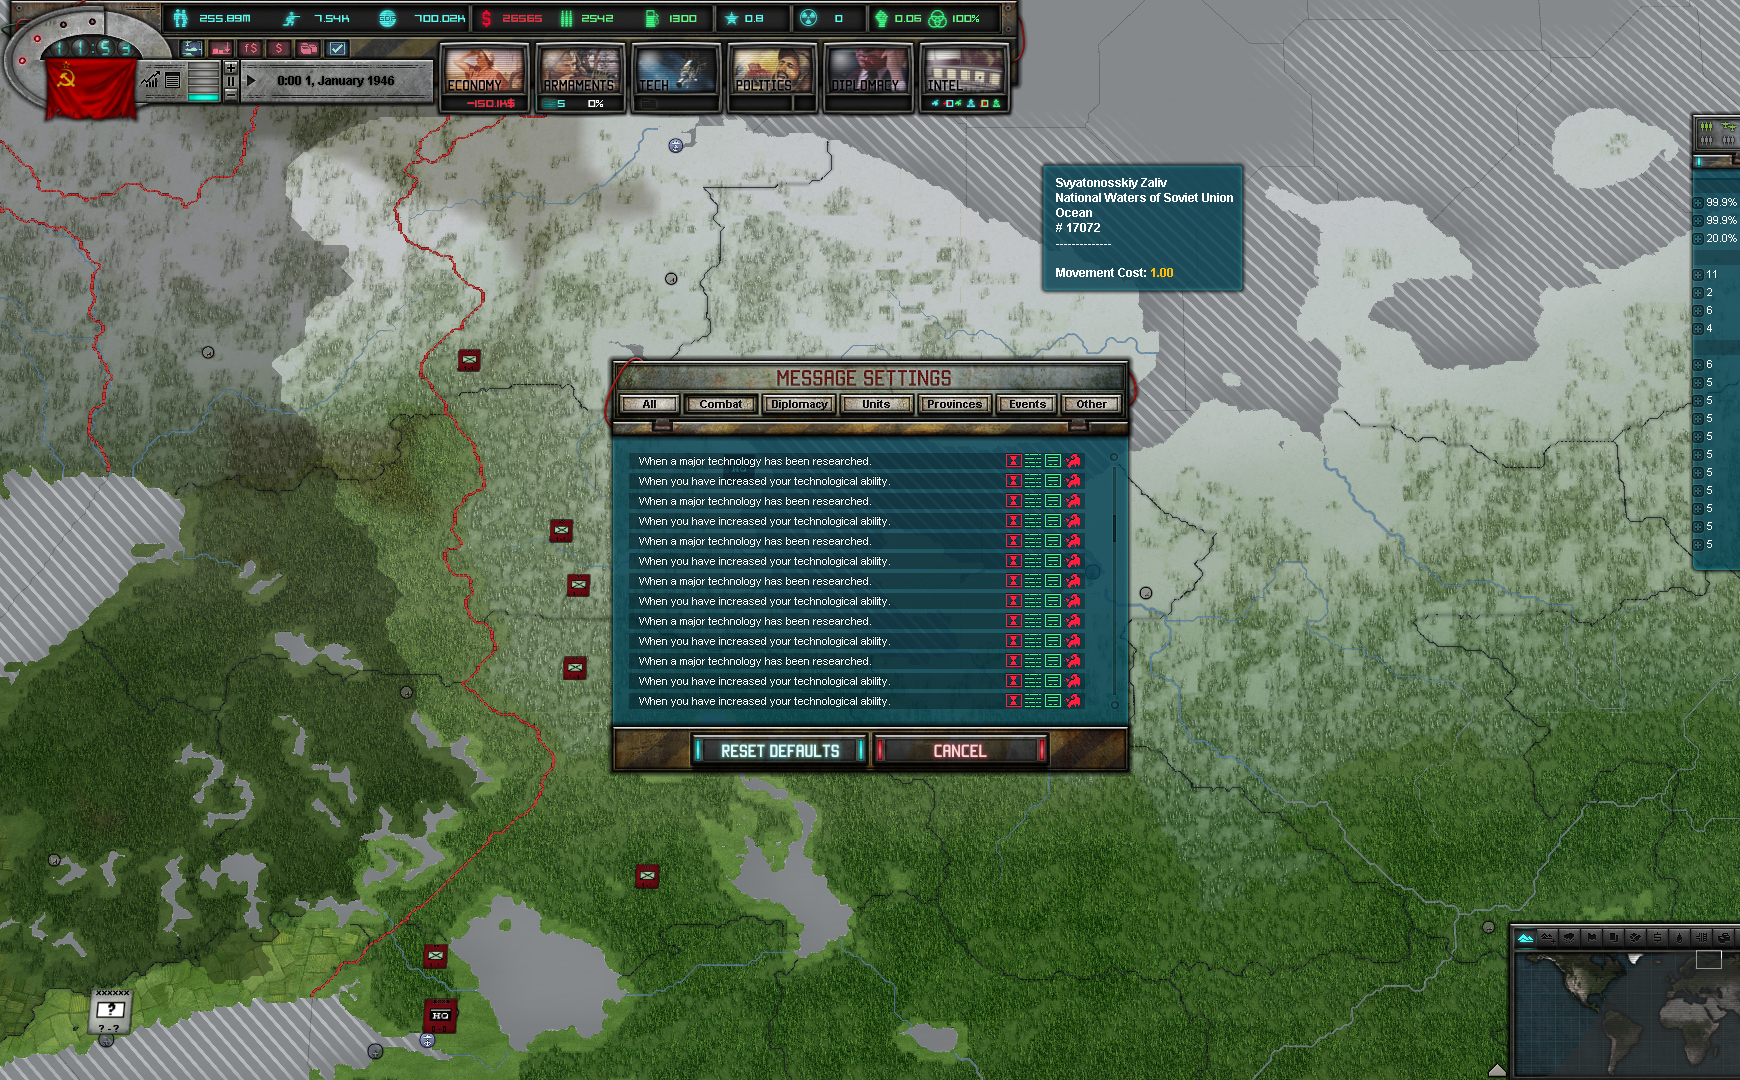 255.89M 7.54K GDP 700.02K $ 26565 2542 1300 0.8 0 0.06 100%
11:53
f$ $
0:00 1, January 1946
ECONOMY ARMAMENTS TECH POLITICS DIPLOMACY INTEL
-150.1K$ 5 0%
Svyatonosskiy Zaliv
National Waters of Soviet Union
Ocean
# 17072
--------------
Movement Cost: 1.00
99.9%
99.9%
20.0%
11
2
6
4
6
5
5
5
5
5
5
5
5
5
5
MESSAGE SETTINGS
All Combat Diplomacy Units Provinces Events Other
When a major technology has been researched.
When you have increased your technological ability.
When a major technology has been researched.
When you have increased your technological ability.
When a major technology has been researched.
When you have increased your technological ability.
When a major technology has been researched.
When you have increased your technological ability.
When a major technology has been researched.
When you have increased your technological ability.
When a major technology has been researched.
When you have increased your technological ability.
When you have increased your technological ability.
RESET DEFAULTS CANCEL
XXXXXX
?
? - ?
HQ